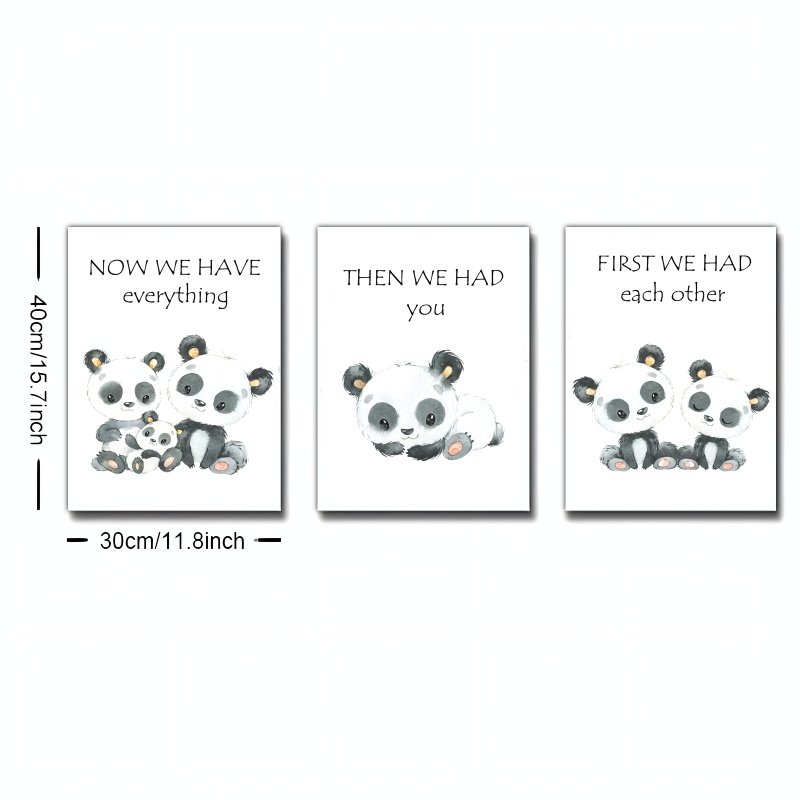 NOW WE HAVE
everything
THEN WE HAD
you
FIRST WE HAD
each other
40cm/15.7inch
30cm/11.8inch